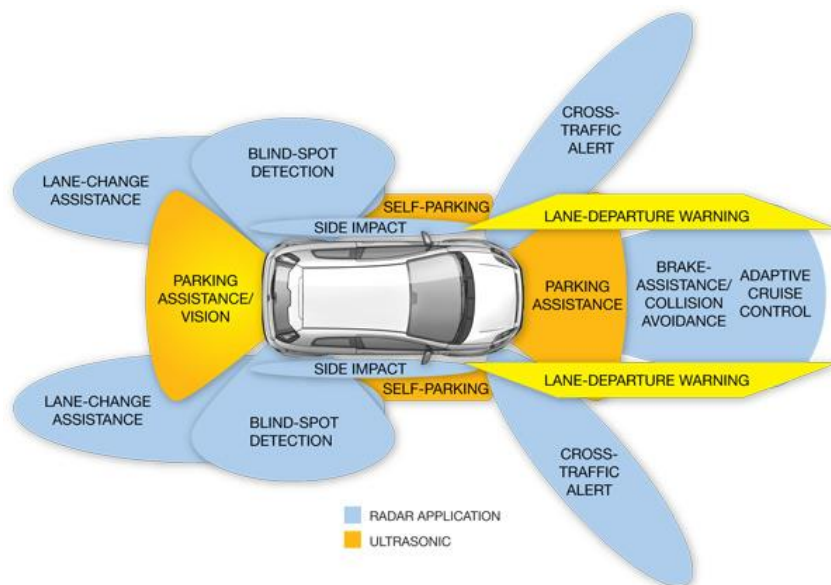 CROSS-
TRAFFIC
ALERT
BLIND-SPOT
DETECTION
LANE-CHANGE
ASSISTANCE
SELF-PARKING
SIDE IMPACT
LANE-DEPARTURE WARNING
PARKING
ASSISTANCE/
VISION
PARKING
ASSISTANCE
BRAKE-
ASSISTANCE/
COLLISION
AVOIDANCE
ADAPTIVE
CRUISE
CONTROL
SIDE IMPACT
SELF-PARKING
LANE-DEPARTURE WARNING
LANE-CHANGE
ASSISTANCE
BLIND-SPOT
DETECTION
CROSS-
TRAFFIC
ALERT
RADAR APPLICATION
ULTRASONIC